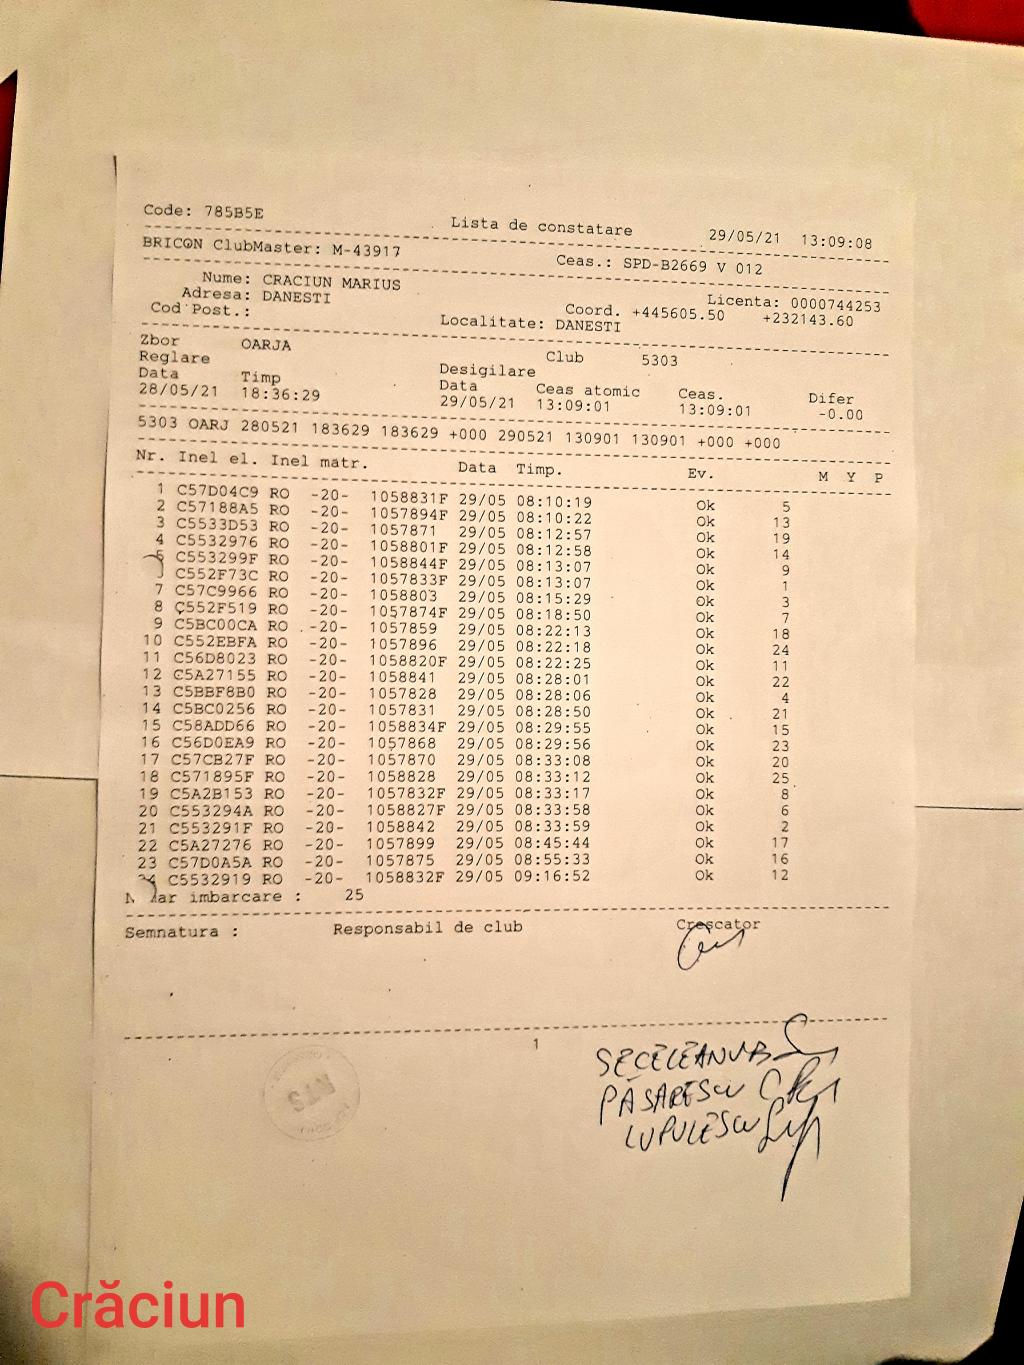 Code: 785B5E
Lista de constatare 29/05/21 13:09:08
BRICON ClubMaster: M-43917 Ceas.: SPD-B2669 V 012
Nume: CRACIUN MARIUS Licenta: 0000744253
Adresa: DANESTI Coord. +445605.50 +232143.60
Cod Post.: Localitate: DANESTI
Zbor OARJA Club 5303
Reglare Desigilare
Data Timp Data Ceas atomic Ceas. Difer
28/05/21 18:36:29 29/05/21 13:09:01 13:09:01 -0.00
5303 OARJ 280521 183629 183629 +000 290521 130901 130901 +000 +000
Nr. Inel el. Inel matr. Data Timp. Ev. M Y P
1 C57D04C9 RO -20- 1058831F 29/05 08:10:19 Ok 5
2 C57188A5 RO -20- 1057894F 29/05 08:10:22 Ok 13
3 C5533D53 RO -20- 1057871 29/05 08:12:57 Ok 19
4 C5532976 RO -20- 1058801F 29/05 08:12:58 Ok 14
5 C553299F RO -20- 1058844F 29/05 08:13:07 Ok 9
C552F73C RO -20- 1057833F 29/05 08:13:07 Ok 1
7 C57C9966 RO -20- 1058803 29/05 08:15:29 Ok 3
8 C552F519 RO -20- 1057874F 29/05 08:18:50 Ok 7
9 C5BC00CA RO -20- 1057859 29/05 08:22:13 Ok 18
10 C552EBFA RO -20- 1057896 29/05 08:22:18 Ok 24
11 C56D8023 RO -20- 1058820F 29/05 08:22:25 Ok 11
12 C5A27155 RO -20- 1058841 29/05 08:28:01 Ok 22
13 C5BBF8B0 RO -20- 1057828 29/05 08:28:06 Ok 4
14 C5BC0256 RO -20- 1057831 29/05 08:28:50 Ok 21
15 C58ADD66 RO -20- 1058834F 29/05 08:29:55 Ok 15
16 C56D0EA9 RO -20- 1057868 29/05 08:29:56 Ok 23
17 C57CB27F RO -20- 1057870 29/05 08:33:08 Ok 20
18 C571895F RO -20- 1058828 29/05 08:33:12 Ok 25
19 C5A2B153 RO -20- 1057832F 29/05 08:33:17 Ok 8
20 C553294A RO -20- 1058827F 29/05 08:33:58 Ok 6
21 C553291F RO -20- 1058842 29/05 08:33:59 Ok 2
22 C5A27276 RO -20- 1057899 29/05 08:45:44 Ok 17
23 C57D0A5A RO -20- 1057875 29/05 08:55:33 Ok 16
24 C5532919 RO -20- 1058832F 29/05 09:16:52 Ok 12
imbarcare : 25
Semnatura : Responsabil de club Crescator
1
SECELEANU B
PĂSARESCU C
LUPULESCU
Crăciun